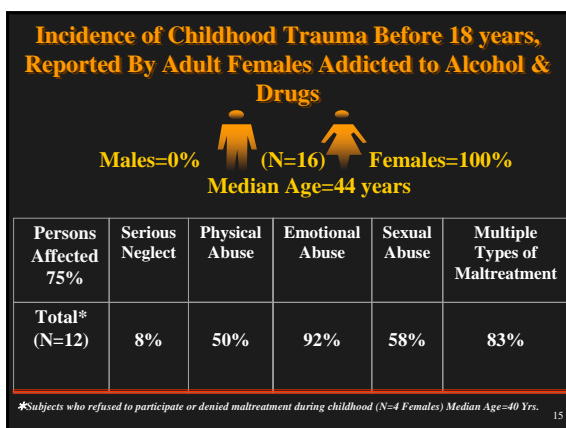 Incidence of Childhood Trauma Before 18 years,
Reported By Adult Females Addicted to Alcohol &
Drugs
Males=0% (N=16) Females=100%
Median Age=44 years
Persons Affected 75%
Serious Neglect
Physical Abuse
Emotional Abuse
Sexual Abuse
Multiple Types of Maltreatment
Total* (N=12)
8%
50%
92%
58%
83%
*Subjects who refused to participate or denied maltreatment during childhood (N=4 Females) Median Age=40 Yrs.
15